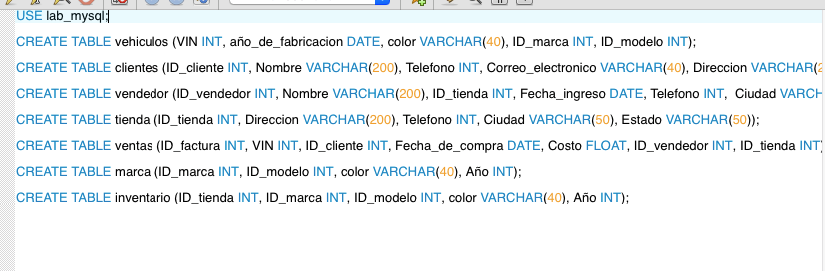 USE lab_mysql;
CREATE TABLE vehiculos (VIN INT, año_de_fabricacion DATE, color VARCHAR(40), ID_marca INT, ID_modelo INT);
CREATE TABLE clientes (ID_cliente INT, Nombre VARCHAR(200), Telefono INT, Correo_electronico VARCHAR(40), Direccion VARCHAR(2
CREATE TABLE vendedor (ID_vendedor INT, Nombre VARCHAR(200), ID_tienda INT, Fecha_ingreso DATE, Telefono INT, Ciudad VARCH
CREATE TABLE tienda (ID_tienda INT, Direccion VARCHAR(200), Telefono INT, Ciudad VARCHAR(50), Estado VARCHAR(50));
CREATE TABLE ventas (ID_factura INT, VIN INT, ID_cliente INT, Fecha_de_compra DATE, Costo FLOAT, ID_vendedor INT, ID_tienda INT)
CREATE TABLE marca (ID_marca INT, ID_modelo INT, color VARCHAR(40), Año INT);
CREATE TABLE inventario (ID_tienda INT, ID_marca INT, ID_modelo INT, color VARCHAR(40), Año INT);